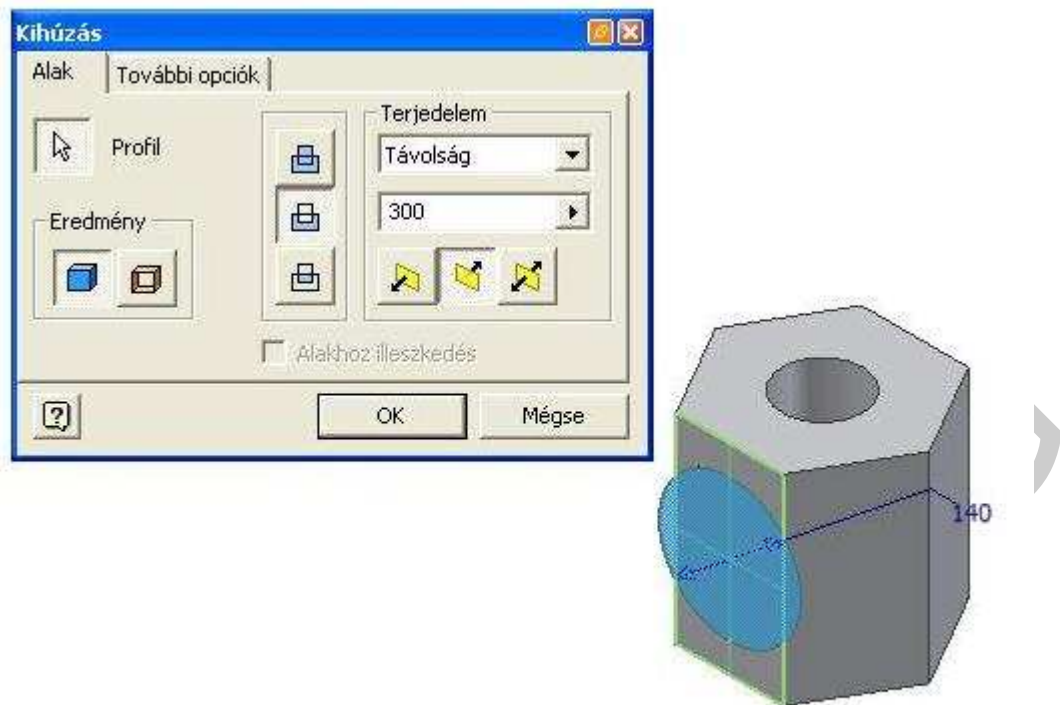 Kihúzás
Alak
További opciók
Profil
Eredmény
Terjedelem
Távolság
300
Alakhoz illeszkedés
?
OK
Mégse
140